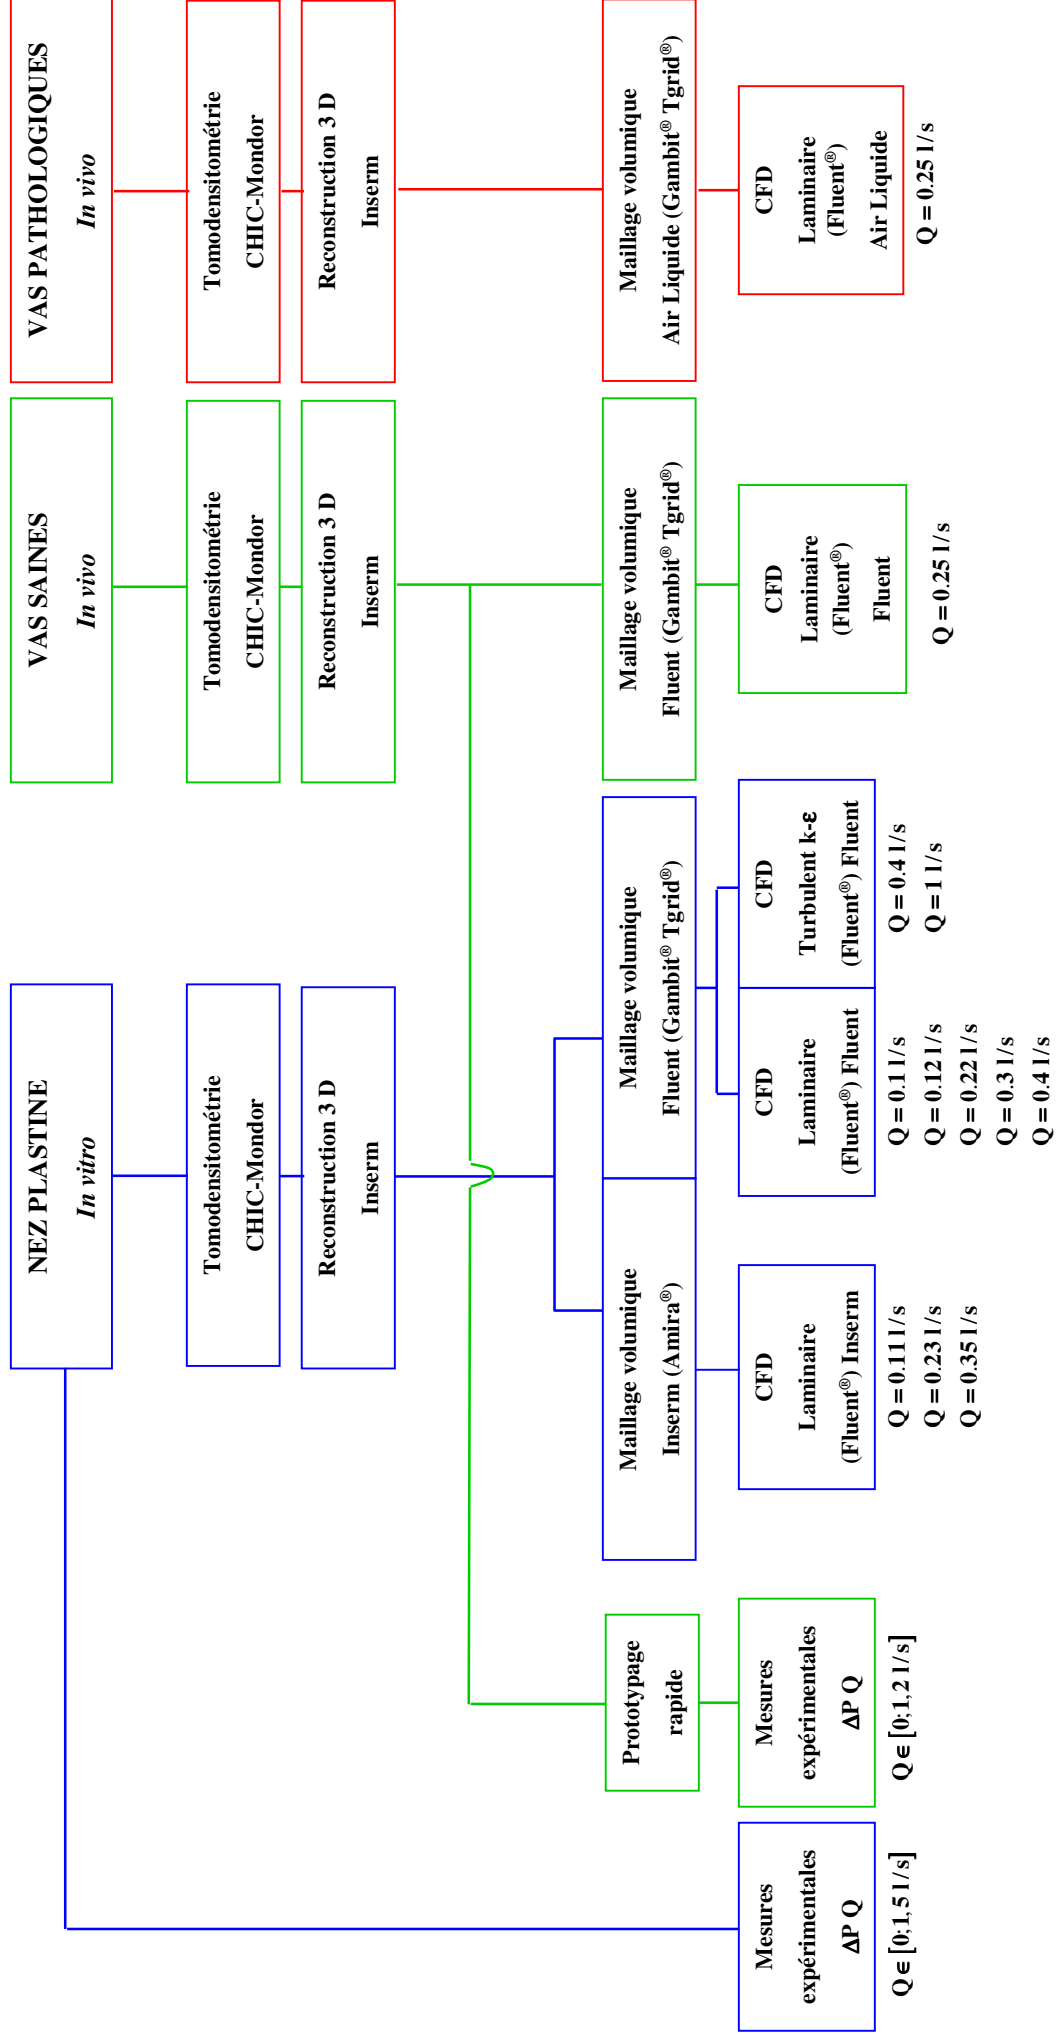 NEZ PLASTINE
In vitro
VAS SAINES
In vivo
VAS PATHOLOGIQUES
In vivo
Tomodensitométrie
CHIC-Mondor
Tomodensitométrie
CHIC-Mondor
Tomodensitométrie
CHIC-Mondor
Reconstruction 3 D
Inserm
Reconstruction 3 D
Inserm
Reconstruction 3 D
Inserm
Prototypage
rapide
Maillage volumique
Inserm (Amira®)
Maillage volumique
Fluent (Gambit® Tgrid®)
Maillage volumique
Fluent (Gambit® Tgrid®)
Maillage volumique
Air Liquide (Gambit® Tgrid®)
Mesures
expérimentales
ΔP Q
Q ∈ [0;1,5 l/s]
Mesures
expérimentales
ΔP Q
Q ∈ [0;1,2 l/s]
CFD
Laminaire
(Fluent®) Inserm
Q = 0.11 l/s
Q = 0.23 l/s
Q = 0.35 l/s
CFD
Laminaire
(Fluent®) Fluent
Q = 0.1 l/s
Q = 0.12 l/s
Q = 0.22 l/s
Q = 0.3 l/s
Q = 0.4 l/s
CFD
Turbulent k-ε
(Fluent®) Fluent
Q = 0.4 l/s
Q = 1 l/s
CFD
Laminaire
(Fluent®)
Fluent
Q = 0.25 l/s
CFD
Laminaire
(Fluent®)
Air Liquide
Q = 0.25 l/s